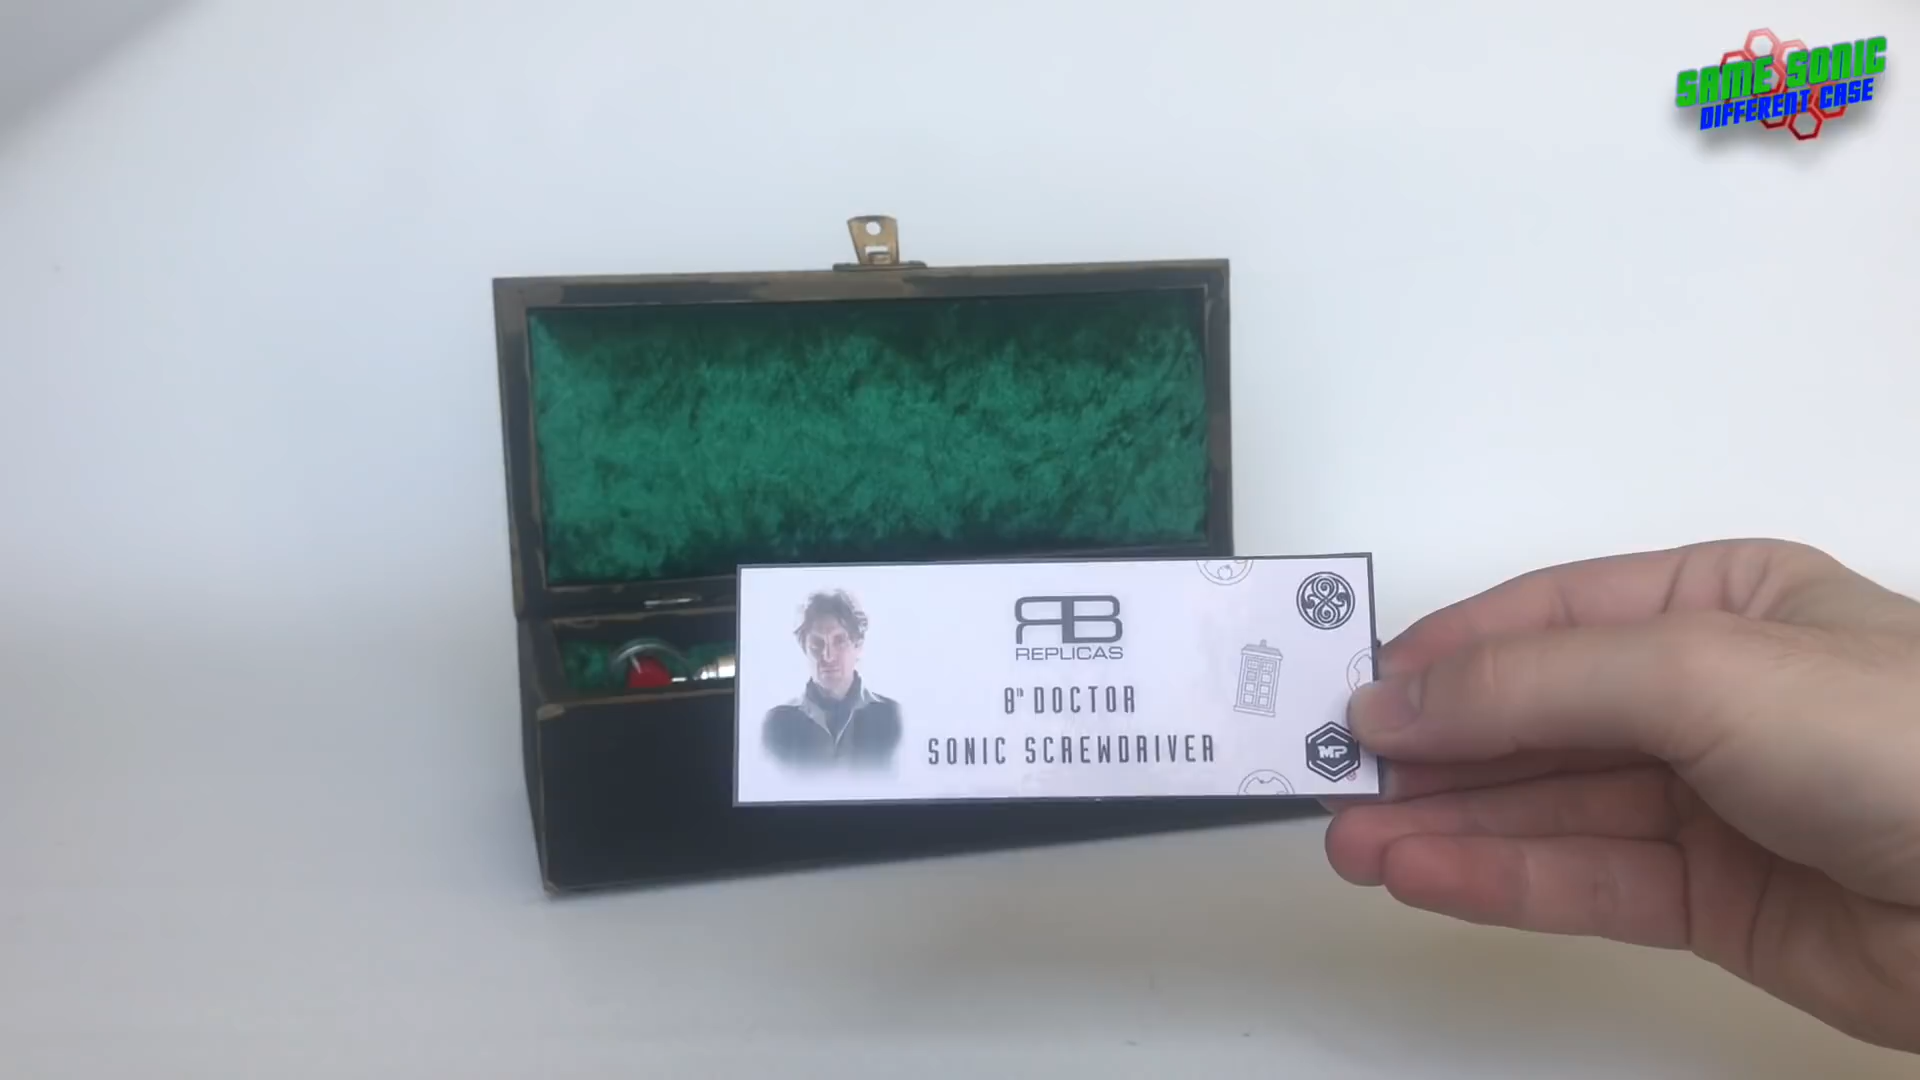 SAME SONIC
DIFFERENT CASE
RB
REPLICAS
8TH DOCTOR
SONIC SCREWDRIVER
MP